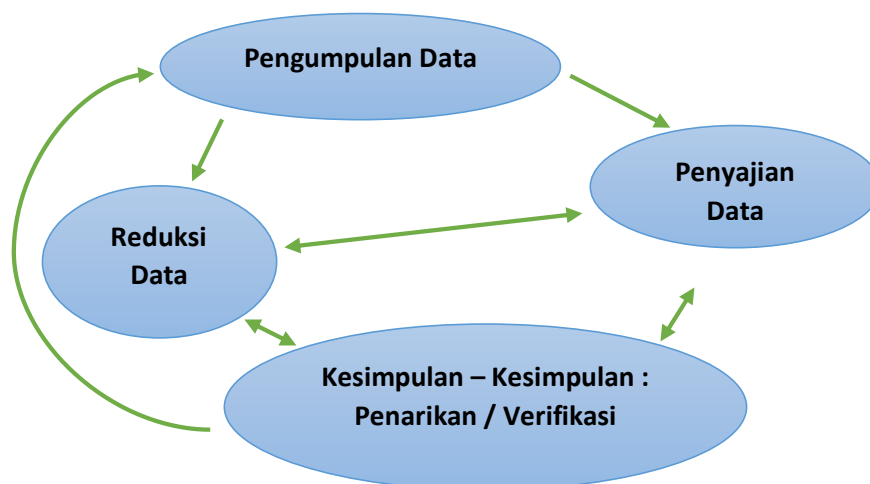 Pengumpulan Data
Penyajian
Data
Reduksi
Data
Kesimpulan – Kesimpulan :
Penarikan / Verifikasi